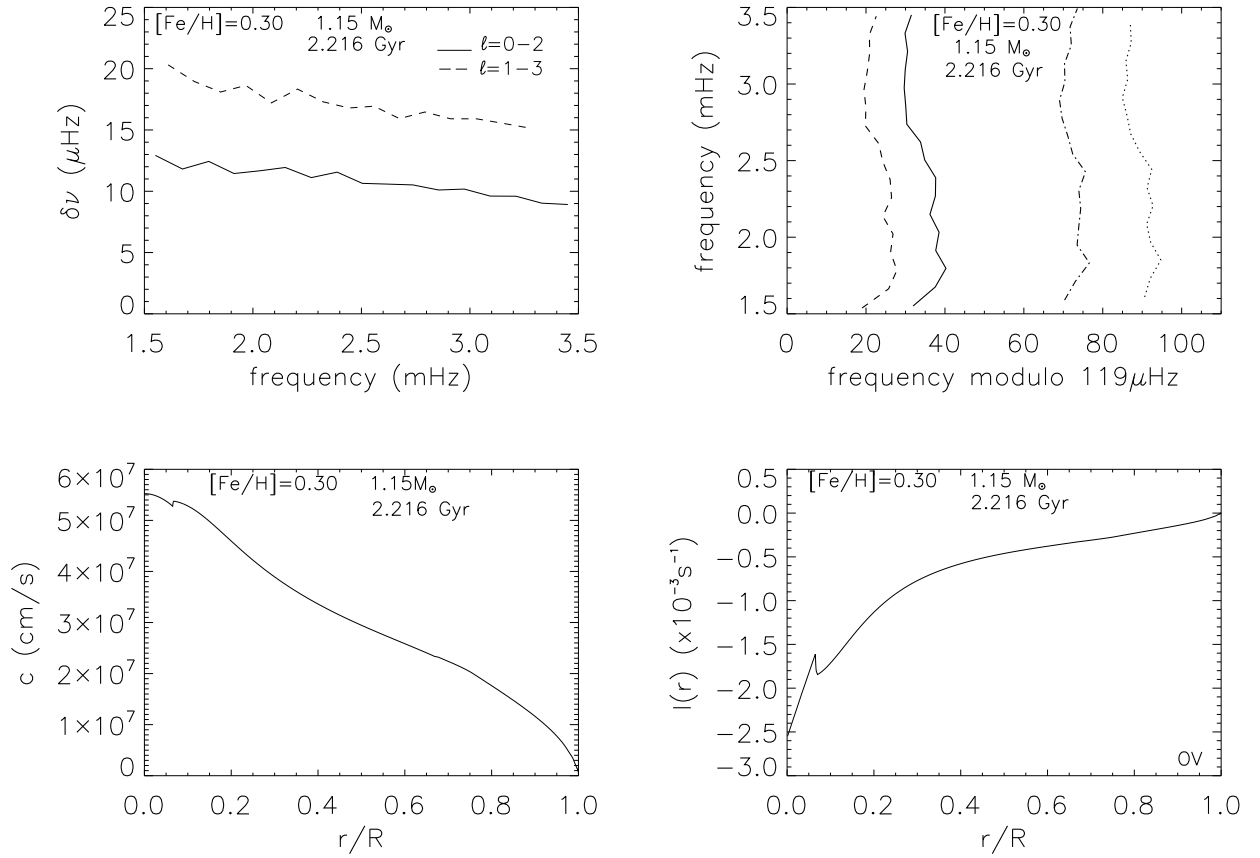 [Fe/H]=0.30 1.15 M⊙
2.216 Gyr
ℓ=0−2
ℓ=1−3
25
20
15
10
5
0
δν (μHz)
1.5 2.0 2.5 3.0 3.5
frequency (mHz)
[Fe/H]=0.30
1.15 M⊙
2.216 Gyr
3.5
3.0
2.5
2.0
1.5
frequency (mHz)
0 20 40 60 80 100
frequency modulo 119μHz
[Fe/H]=0.30 1.15M⊙
2.216 Gyr
6×10⁷
5×10⁷
4×10⁷
3×10⁷
2×10⁷
1×10⁷
0
c (cm/s)
0.0 0.2 0.4 0.6 0.8 1.0
r/R
[Fe/H]=0.30 1.15 M⊙
2.216 Gyr
0.5
0.0
−0.5
−1.0
−1.5
−2.0
−2.5
−3.0
I(r) (x10⁻³s⁻¹)
OV
0.0 0.2 0.4 0.6 0.8 1.0
r/R